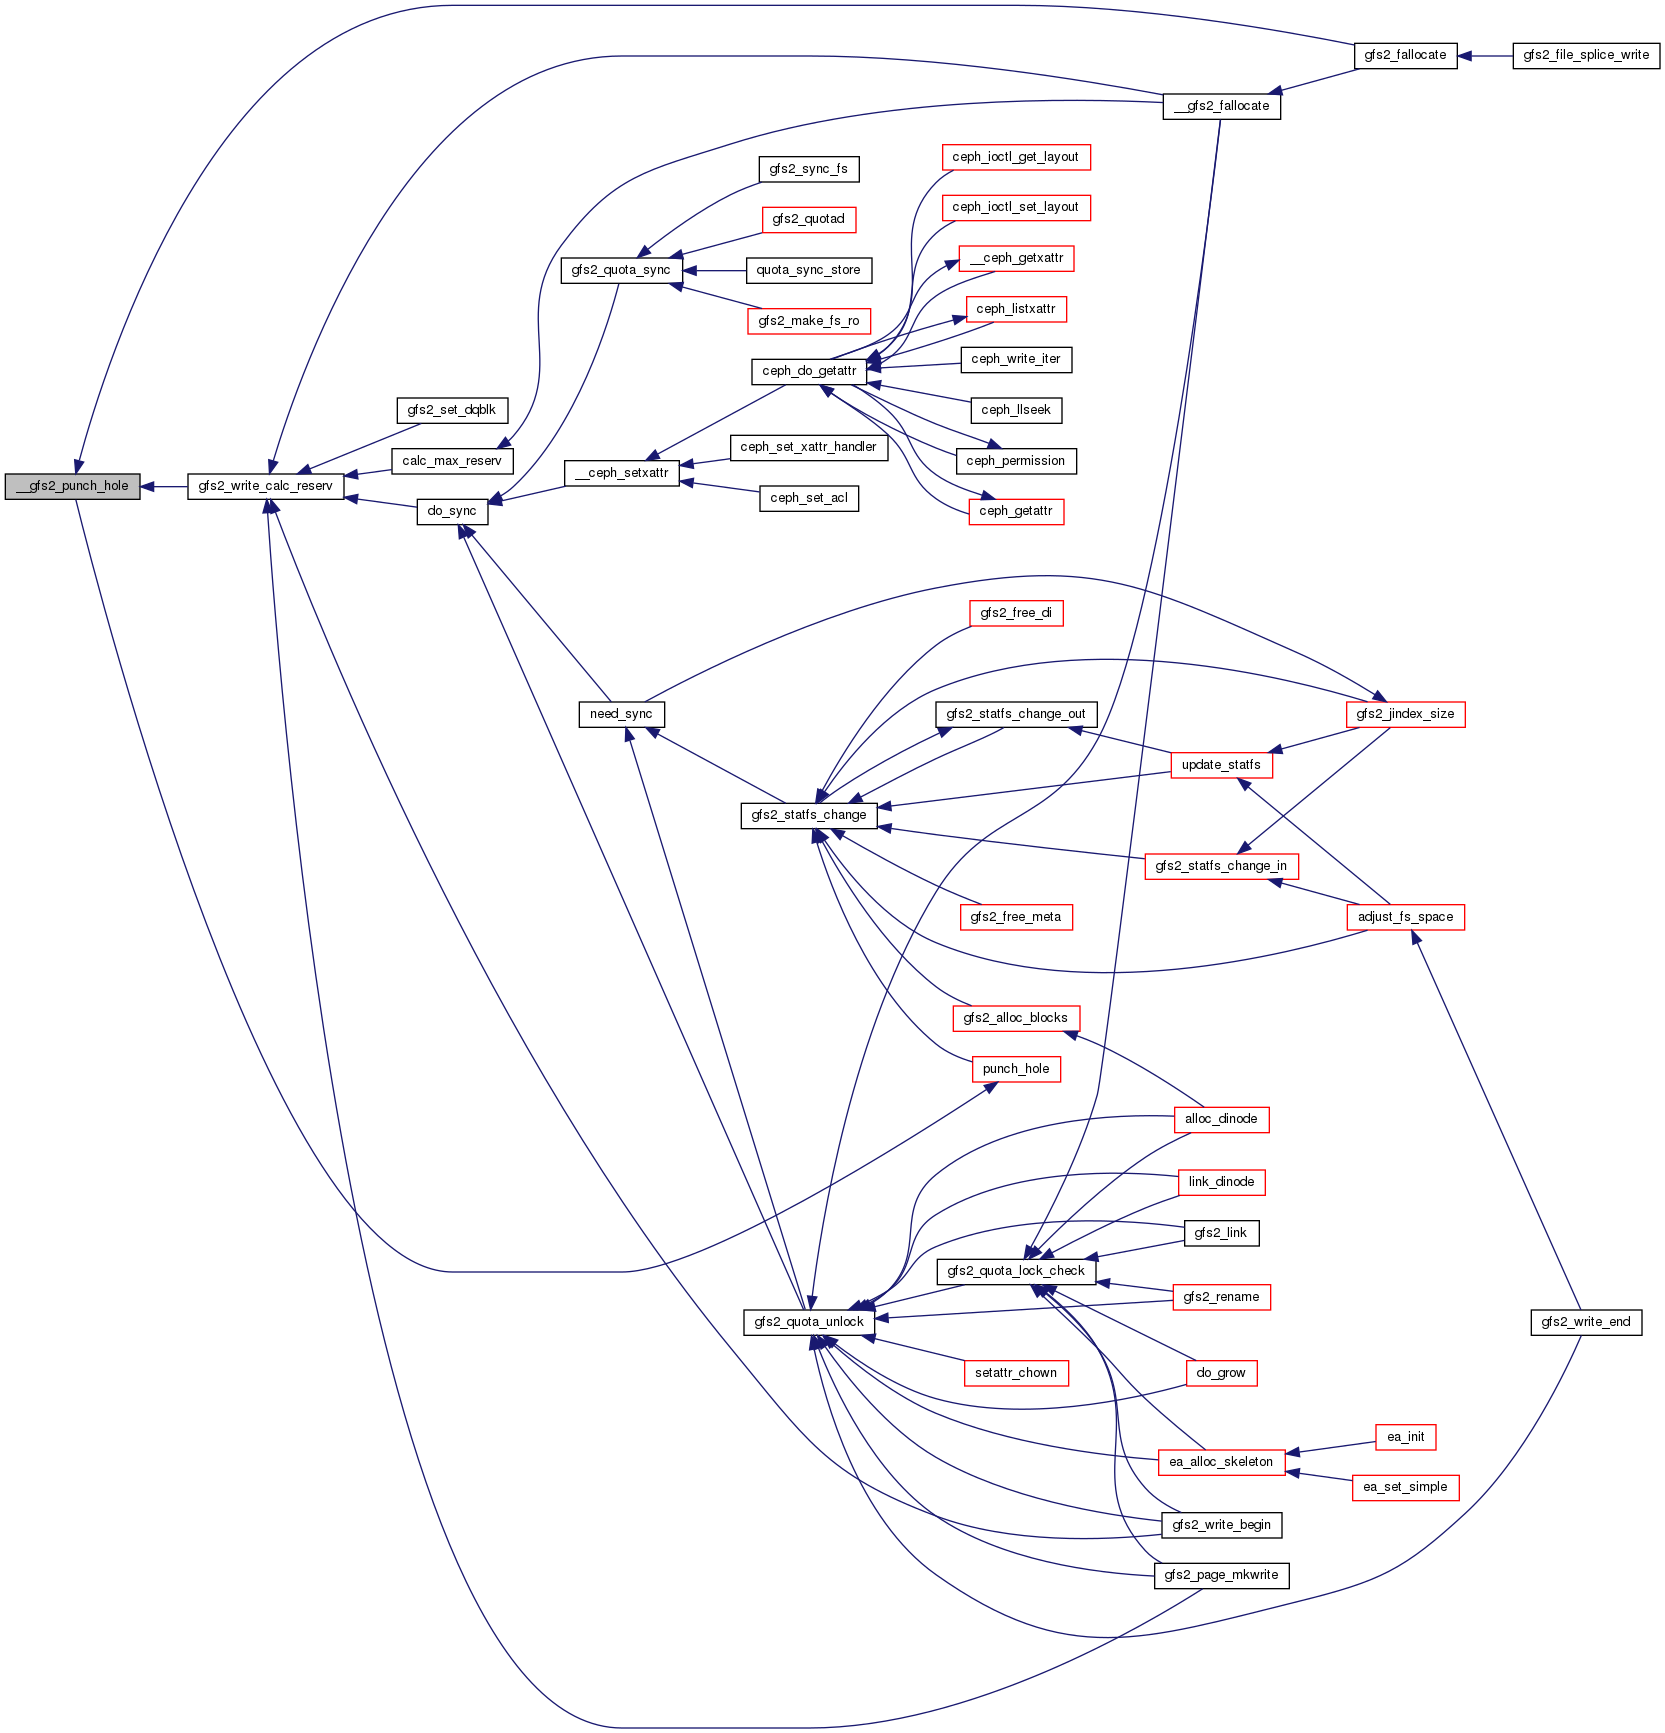 gfs2_fallocate
gfs2_file_splice_write
__gfs2_fallocate
ceph_ioctl_get_layout
gfs2_sync_fs
ceph_ioctl_set_layout
gfs2_quotad
__ceph_getxattr
gfs2_quota_sync
quota_sync_store
ceph_listxattr
gfs2_make_fs_ro
ceph_write_iter
ceph_do_getattr
gfs2_set_dqblk
ceph_llseek
ceph_set_xattr_handler
calc_max_reserv
ceph_permission
__ceph_setxattr
__gfs2_punch_hole
gfs2_write_calc_reserv
ceph_set_acl
do_sync
ceph_getattr
gfs2_free_di
need_sync
gfs2_statfs_change_out
gfs2_jindex_size
update_statfs
gfs2_statfs_change
gfs2_statfs_change_in
gfs2_free_meta
adjust_fs_space
gfs2_alloc_blocks
punch_hole
alloc_dinode
link_dinode
gfs2_link
gfs2_quota_lock_check
gfs2_rename
gfs2_quota_unlock
gfs2_write_end
setattr_chown
do_grow
ea_init
ea_alloc_skeleton
ea_set_simple
gfs2_write_begin
gfs2_page_mkwrite